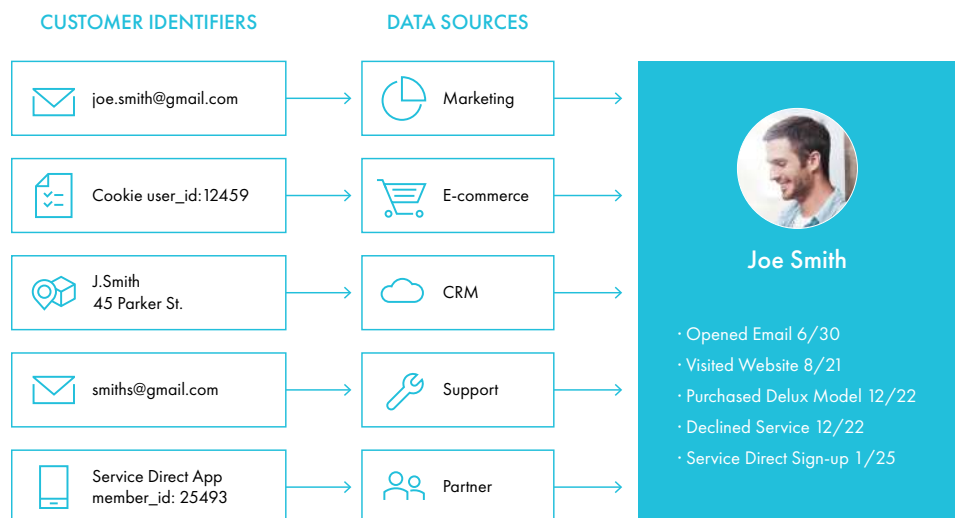 CUSTOMER IDENTIFIERS
DATA SOURCES
joe.smith@gmail.com
Marketing
Cookie user_id:12459
E-commerce
J.Smith
45 Parker St.
CRM
smiths@gmail.com
Support
Service Direct App
member_id: 25493
Partner
Joe Smith
· Opened Email 6/30
· Visited Website 8/21
· Purchased Delux Model 12/22
· Declined Service 12/22
· Service Direct Sign-up 1/25